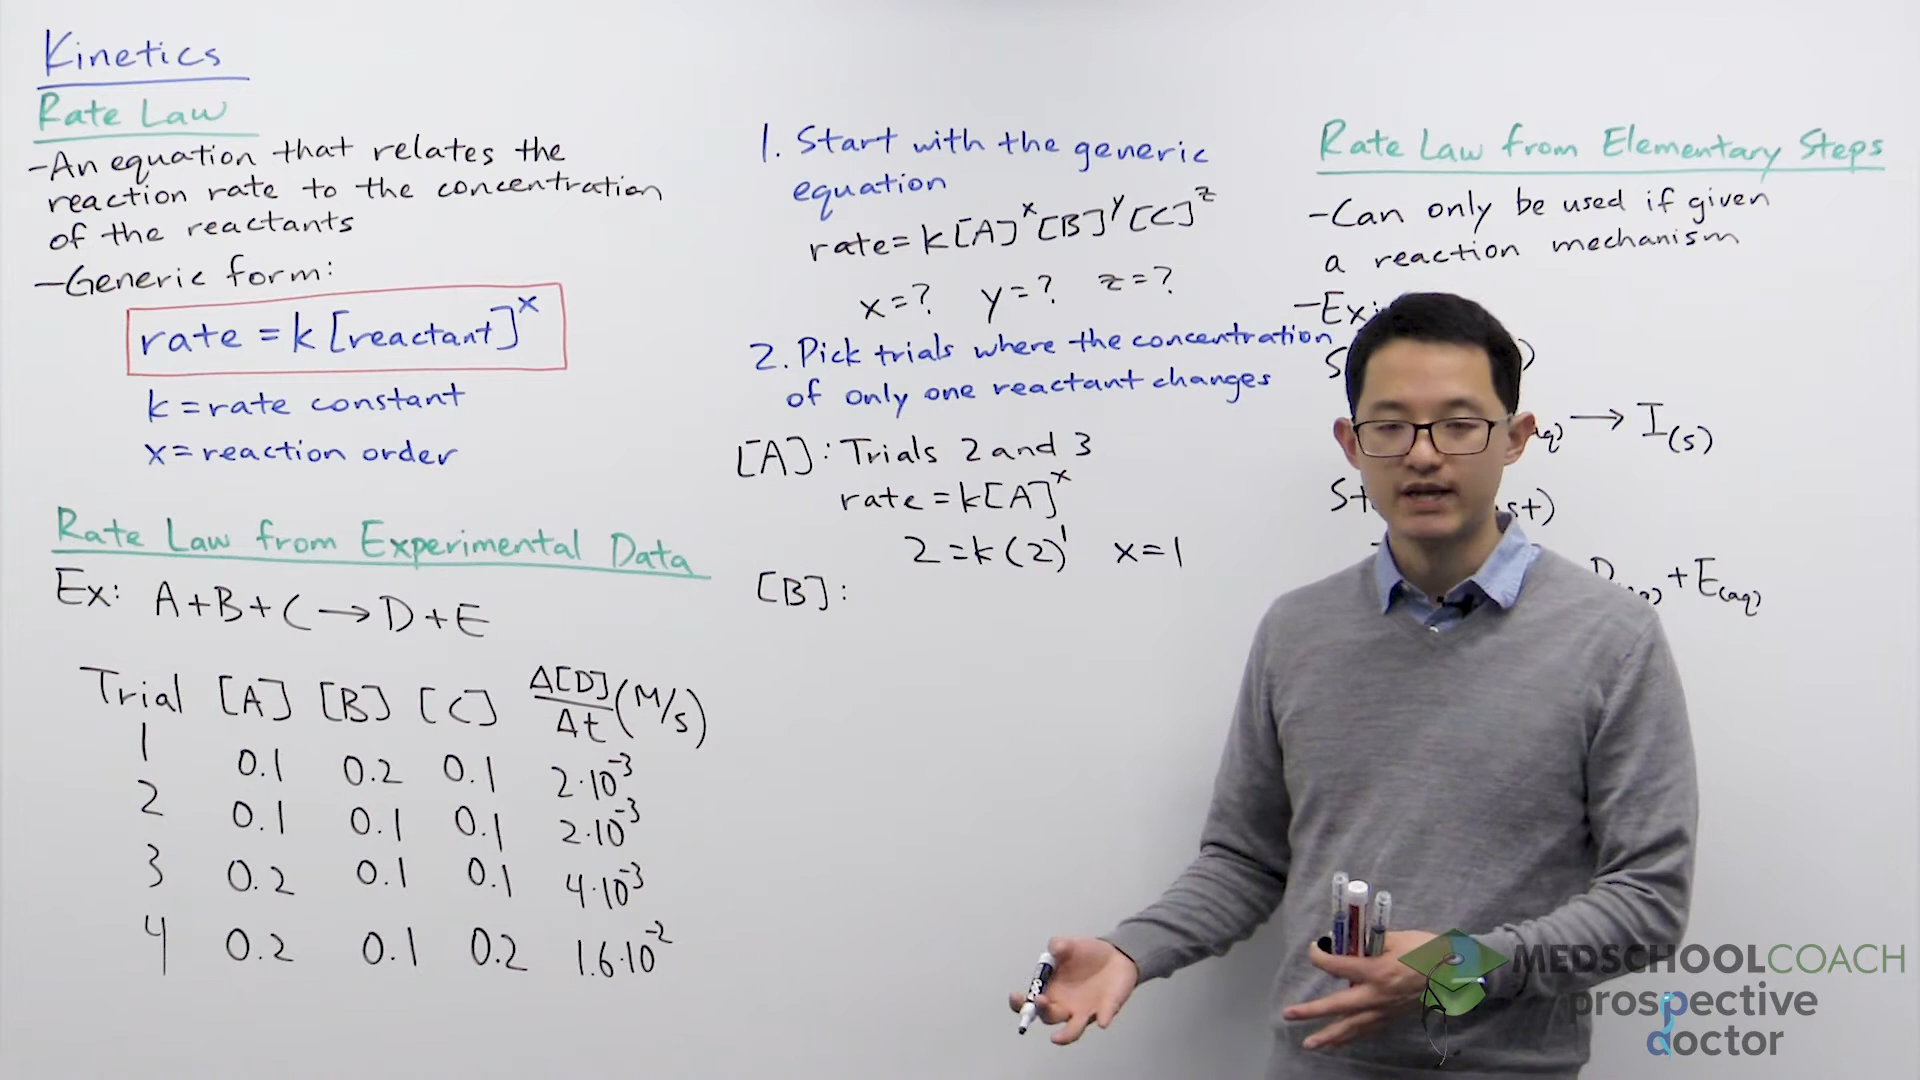 Kinetics
Rate Law
-An equation that relates the
reaction rate to the concentration
of the reactants
-Generic form:
rate = k[reactant]^x
k = rate constant
x = reaction order
Rate Law from Experimental Data
Ex: A+B+C→D+E
Trial [A] [B] [C] Δ[D]/Δt (M/s)
1 0.1 0.2 0.1 2·10^-3
2 0.1 0.1 0.1 2·10^-3
3 0.2 0.1 0.1 4·10^-3
4 0.2 0.1 0.2 1.6·10^-2
1. Start with the generic
equation
rate = k[A]^x[B]^y[C]^z
x=? y=? z=?
2. Pick trials where the concentration
of only one reactant changes
[A]: Trials 2 and 3
rate = k[A]^x
2 = k(2)^1 x=1
[B]:
Rate Law from Elementary Steps
-Can only be used if given
a reaction mechanism
→ I(s)
+ E(aq)
MEDSCHOOLCOACH
prospective
doctor